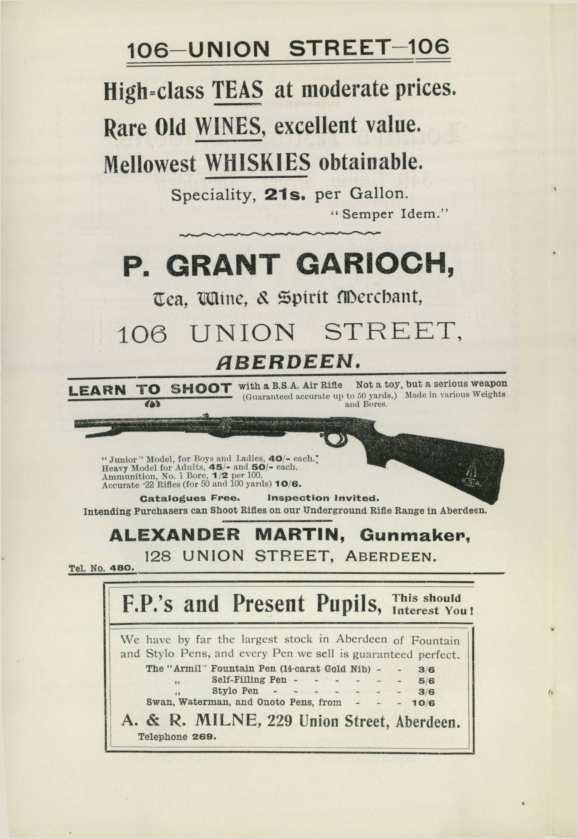 106—UNION STREET—106
High-class TEAS at moderate prices.
Rare Old WINES, excellent value.
Mellowest WHISKIES obtainable.
Speciality, 21s. per Gallon.
"Semper Idem."
P. GRANT GARIOCH,
Tea, Wine, & Spirit Merchant,
106 UNION STREET,
ABERDEEN.
LEARN TO SHOOT with a B.S.A. Air Rifle Not a toy, but a serious weapon
(Guaranteed accurate up to 50 yards.) Made in various Weights
and Bores.
"Junior" Model, for Boys and Ladies, 40/- each.
Heavy Model for Adults, 45/- and 50/- each.
Ammunition, No. 1 Bore, 1/2 per 100.
Accurate ·22 Rifles (for 50 and 100 yards) 10/6.
B.S.A.
Catalogues Free. Inspection Invited.
Intending Purchasers can Shoot Rifles on our Underground Rifle Range in Aberdeen.
ALEXANDER MARTIN, Gunmaker,
128 UNION STREET, ABERDEEN.
Tel. No. 480.
F.P.'s and Present Pupils, This should
Interest You!
We have by far the largest stock in Aberdeen of Fountain
and Stylo Pens, and every Pen we sell is guaranteed perfect.
The "Armil" Fountain Pen (14-carat Gold Nib) - - 3/6
„ Self-Filling Pen - - - - - - 5/6
„ Stylo Pen - - - - - - - 3/6
Swan, Waterman, and Onoto Pens, from - - - 10/6
A. & R. MILNE, 229 Union Street, Aberdeen.
Telephone 269.